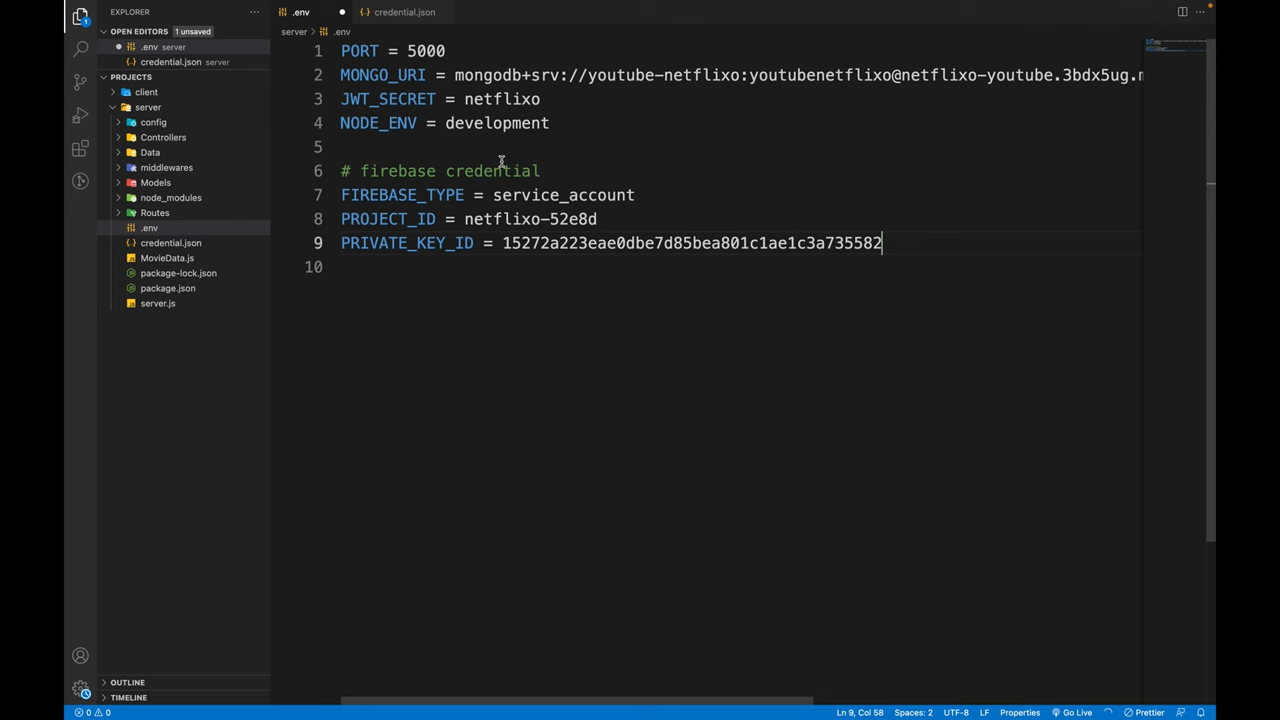 EXPLORER
OPEN EDITORS 1 unsaved
.env server
credential.json server
PROJECTS
client
server
config
Controllers
Data
middlewares
Models
node_modules
Routes
.env
credential.json
MovieData.js
package-lock.json
package.json
server.js
OUTLINE
TIMELINE
.env
credential.json
server > .env
1 PORT = 5000
2 MONGO_URI = mongodb+srv://youtube-netflixo:youtubenetflixo@netflixo-youtube.3bdx5ug.m
3 JWT_SECRET = netflixo
4 NODE_ENV = development
5
6 # firebase credential
7 FIREBASE_TYPE = service_account
8 PROJECT_ID = netflixo-52e8d
9 PRIVATE_KEY_ID = 15272a223eae0dbe7d85bea801c1ae1c3a735582
10
0 0 Ln 9, Col 58 Spaces: 2 UTF-8 LF Properties Go Live Prettier